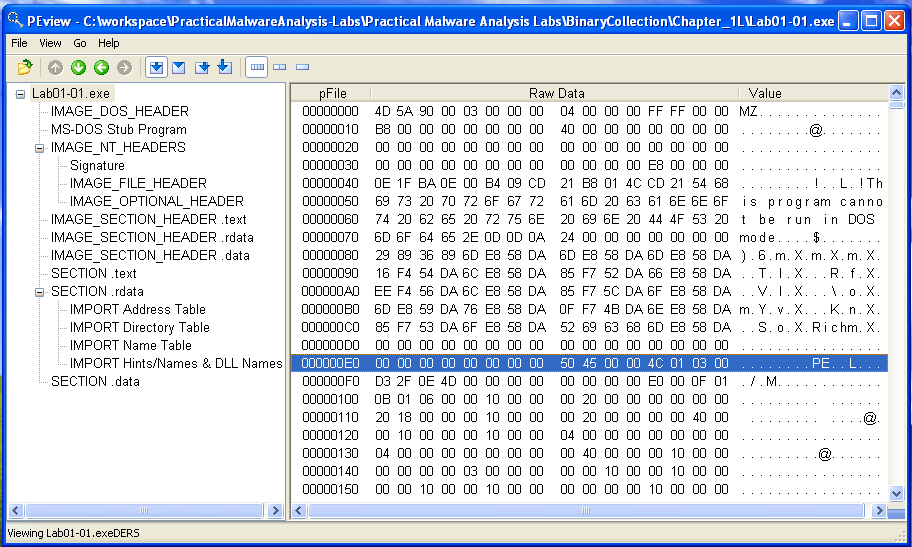 PEview - C:\workspace\PracticalMalwareAnalysis-Labs\Practical Malware Analysis Labs\BinaryCollection\Chapter_1L\Lab01-01.exe
File View Go Help
Lab01-01.exe
IMAGE_DOS_HEADER
MS-DOS Stub Program
IMAGE_NT_HEADERS
Signature
IMAGE_FILE_HEADER
IMAGE_OPTIONAL_HEADER
IMAGE_SECTION_HEADER .text
IMAGE_SECTION_HEADER .rdata
IMAGE_SECTION_HEADER .data
SECTION .text
SECTION .rdata
IMPORT Address Table
IMPORT Directory Table
IMPORT Name Table
IMPORT Hints/Names & DLL Names
SECTION .data
pFile Raw Data Value
00000000 4D 5A 90 00 03 00 00 00 04 00 00 00 FF FF 00 00 MZ..............
00000010 B8 00 00 00 00 00 00 00 40 00 00 00 00 00 00 00 ........@.......
00000020 00 00 00 00 00 00 00 00 00 00 00 00 00 00 00 00 ................
00000030 00 00 00 00 00 00 00 00 00 00 00 00 E8 00 00 00 ................
00000040 0E 1F BA 0E 00 B4 09 CD 21 B8 01 4C CD 21 54 68 ........!..L.!Th
00000050 69 73 20 70 72 6F 67 72 61 6D 20 63 61 6E 6E 6F is program canno
00000060 74 20 62 65 20 72 75 6E 20 69 6E 20 44 4F 53 20 t be run in DOS
00000070 6D 6F 64 65 2E 0D 0D 0A 24 00 00 00 00 00 00 00 mode....$.......
00000080 29 89 36 89 6D E8 58 DA 6D E8 58 DA 6D E8 58 DA ).6.m.X.m.X.m.X.
00000090 16 F4 54 DA 6C E8 58 DA 85 F7 52 DA 66 E8 58 DA ..T.l.X...R.f.X.
000000A0 EE F4 56 DA 6C E8 58 DA 85 F7 5C DA 6F E8 58 DA ..V.l.X...\.o.X.
000000B0 6D E8 59 DA 76 E8 58 DA 0F F7 4B DA 6E E8 58 DA m.Y.v.X...K.n.X.
000000C0 85 F7 53 DA 6F E8 58 DA 52 69 63 68 6D E8 58 DA ..S.o.X.Richm.X.
000000D0 00 00 00 00 00 00 00 00 00 00 00 00 00 00 00 00 ................
000000E0 00 00 00 00 00 00 00 00 50 45 00 00 4C 01 03 00 ........PE..L...
000000F0 D3 2F 0E 4D 00 00 00 00 00 00 00 00 E0 00 0F 01 ./.M............
00000100 0B 01 06 00 00 10 00 00 00 20 00 00 00 00 00 00 ......... ......
00000110 20 18 00 00 00 10 00 00 00 20 00 00 00 00 40 00 ........ ....@.
00000120 00 10 00 00 00 10 00 00 04 00 00 00 00 00 00 00 ................
00000130 04 00 00 00 00 00 00 00 00 40 00 00 00 10 00 00 .........@......
00000140 00 00 00 00 03 00 00 00 00 00 10 00 00 10 00 00 ................
00000150 00 00 10 00 00 10 00 00 00 00 00 00 10 00 00 00 ................
Viewing Lab01-01.exeDERS